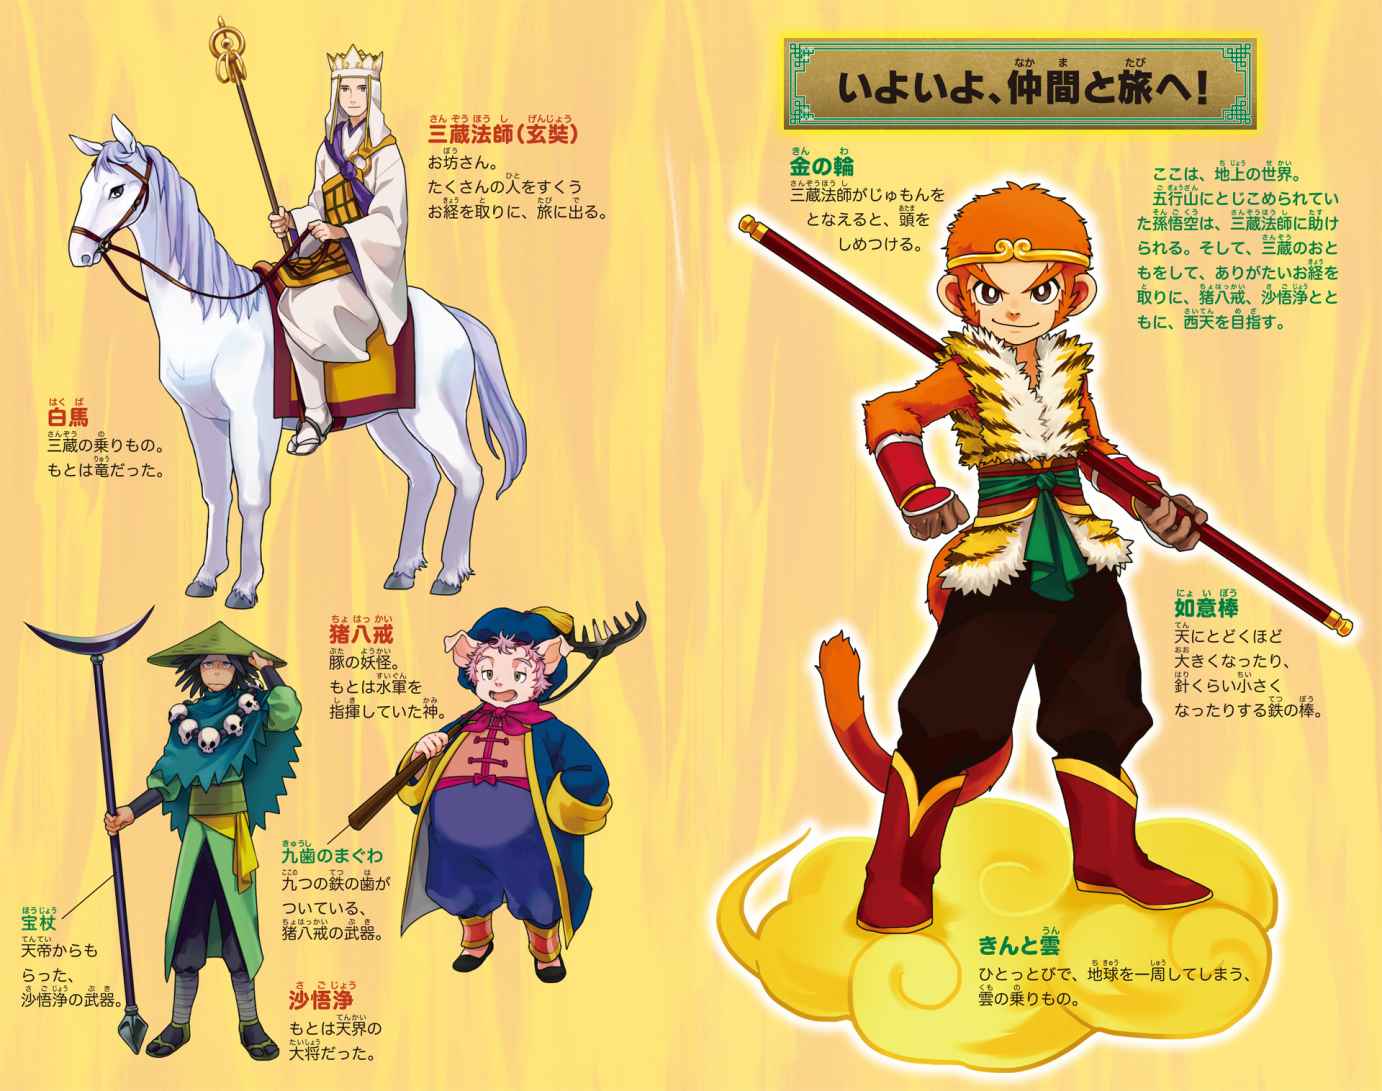 いよいよ、仲間と旅へ!
ここは、地上の世界。
五行山にとじこめられてい
た孫悟空は、三蔵法師に助け
られる。そして、三蔵のおと
もをして、ありがたいお経を
取りに、猪八戒、沙悟浄とと
もに、西天を目指す。
金の輪
三蔵法師がじゅもんを
となえると、頭を
しめつける。
如意棒
天にとどくほど
大きくなったり、
針くらい小さく
なったりする鉄の棒。
きんと雲
ひとっとびで、地球を一周してしまう、
雲の乗りもの。
三蔵法師(玄奘)
お坊さん。
たくさんの人をすくう
お経を取りに、旅に出る。
白馬
三蔵の乗りもの。
もとは竜だった。
猪八戒
豚の妖怪。
もとは水軍を
指揮していた神。
九歯のまぐわ
九つの鉄の歯が
ついている、
猪八戒の武器。
宝杖
天帝からも
らった、
沙悟浄の武器。
沙悟浄
もとは天界の
大将だった。